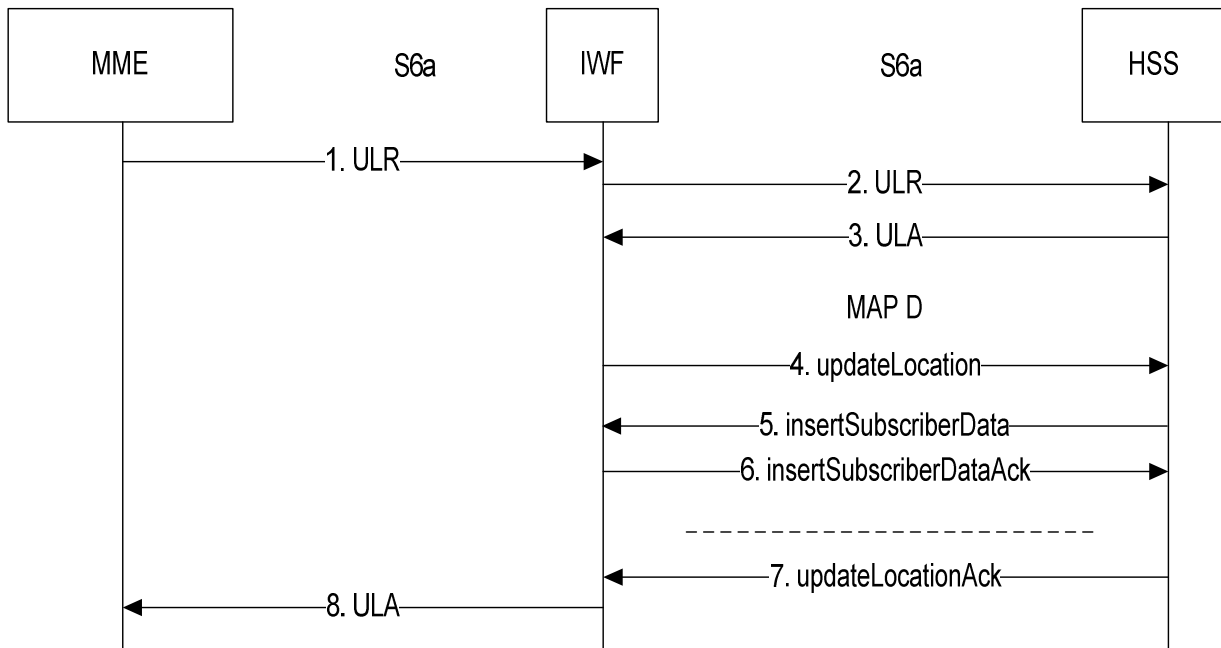 MME
S6a
IWF
S6a
HSS
1. ULR
2. ULR
3. ULA
MAP D
4. updateLocation
5. insertSubscriberData
6. insertSubscriberDataAck
7. updateLocationAck
8. ULA